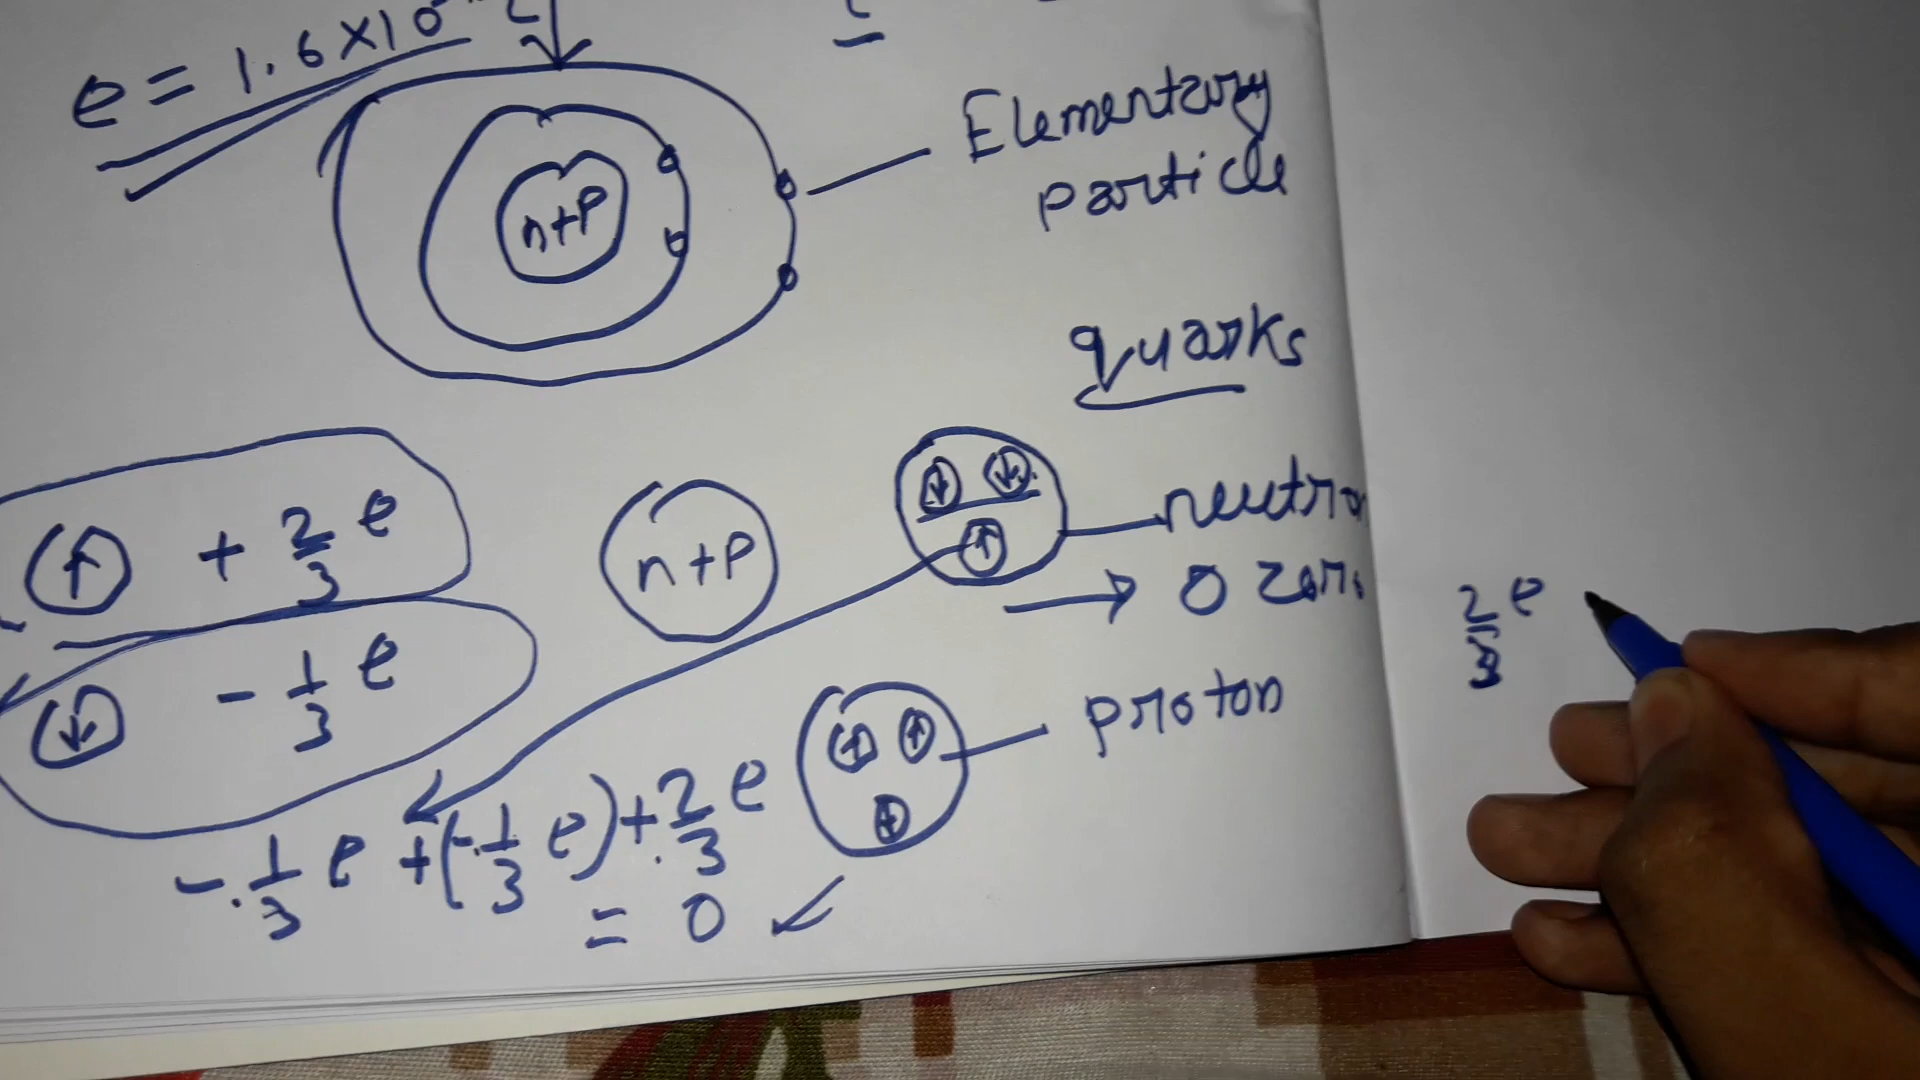 e = 1.6×10
n+p
Elementary
particle
quarks
↑ + 2/3 e
↓ - 1/3 e
n+p
↓ ↓
↑
neutron
→ 0 zero
↑ ↑
↓
proton
- 1/3 e + (- 1/3 e) + 2/3 e
= 0 ✓
2/3 e